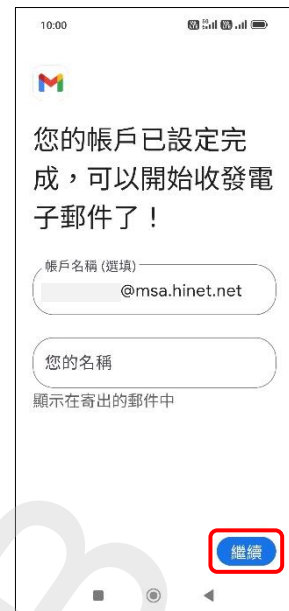 10:00
您的帳戶已設定完
成，可以開始收發電
子郵件了！
帳戶名稱 (選填)
@msa.hinet.net
您的名稱
顯示在寄出的郵件中
繼續